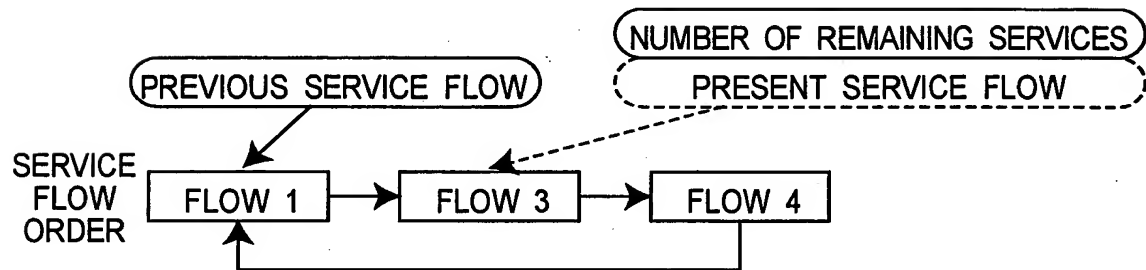 NUMBER OF REMAINING SERVICES
PREVIOUS SERVICE FLOW
PRESENT SERVICE FLOW
SERVICE
FLOW
ORDER
FLOW 1
FLOW 3
FLOW 4